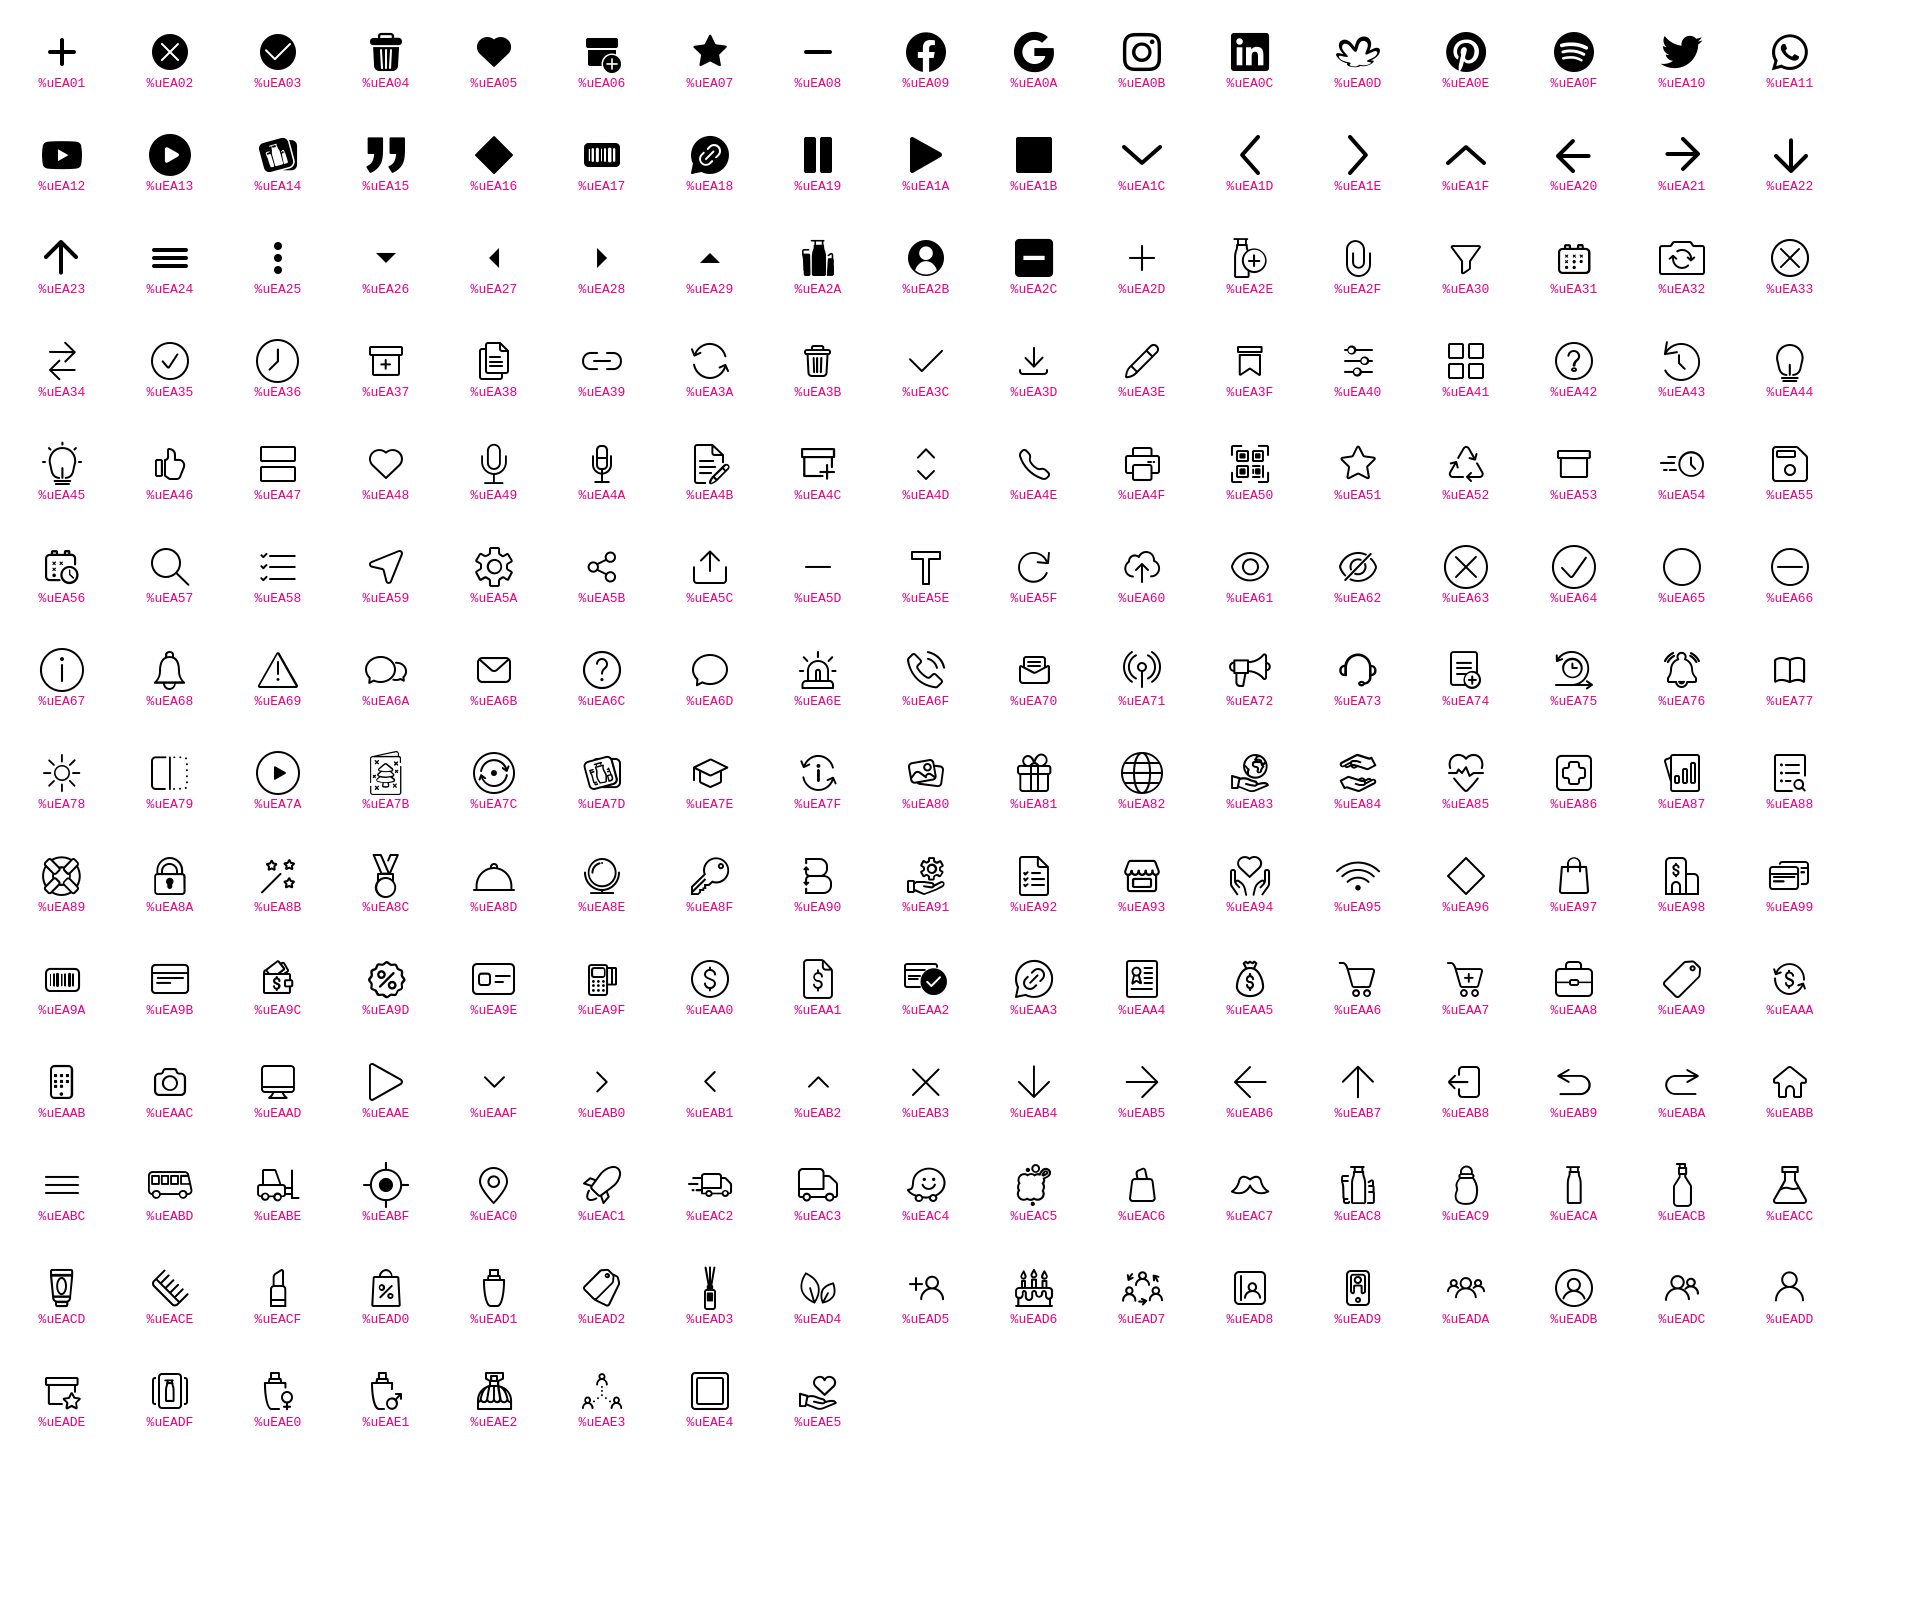 %uEA01 %uEA02 %uEA03 %uEA04 %uEA05 %uEA06 %uEA07 %uEA08 %uEA09 %uEA0A %uEA0B %uEA0C %uEA0D %uEA0E %uEA0F %uEA10 %uEA11
%uEA12 %uEA13 %uEA14 %uEA15 %uEA16 %uEA17 %uEA18 %uEA19 %uEA1A %uEA1B %uEA1C %uEA1D %uEA1E %uEA1F %uEA20 %uEA21 %uEA22
%uEA23 %uEA24 %uEA25 %uEA26 %uEA27 %uEA28 %uEA29 %uEA2A %uEA2B %uEA2C %uEA2D %uEA2E %uEA2F %uEA30 %uEA31 %uEA32 %uEA33
%uEA34 %uEA35 %uEA36 %uEA37 %uEA38 %uEA39 %uEA3A %uEA3B %uEA3C %uEA3D %uEA3E %uEA3F %uEA40 %uEA41 %uEA42 %uEA43 %uEA44
%uEA45 %uEA46 %uEA47 %uEA48 %uEA49 %uEA4A %uEA4B %uEA4C %uEA4D %uEA4E %uEA4F %uEA50 %uEA51 %uEA52 %uEA53 %uEA54 %uEA55
%uEA56 %uEA57 %uEA58 %uEA59 %uEA5A %uEA5B %uEA5C %uEA5D %uEA5E %uEA5F %uEA60 %uEA61 %uEA62 %uEA63 %uEA64 %uEA65 %uEA66
%uEA67 %uEA68 %uEA69 %uEA6A %uEA6B %uEA6C %uEA6D %uEA6E %uEA6F %uEA70 %uEA71 %uEA72 %uEA73 %uEA74 %uEA75 %uEA76 %uEA77
%uEA78 %uEA79 %uEA7A %uEA7B %uEA7C %uEA7D %uEA7E %uEA7F %uEA80 %uEA81 %uEA82 %uEA83 %uEA84 %uEA85 %uEA86 %uEA87 %uEA88
%uEA89 %uEA8A %uEA8B %uEA8C %uEA8D %uEA8E %uEA8F %uEA90 %uEA91 %uEA92 %uEA93 %uEA94 %uEA95 %uEA96 %uEA97 %uEA98 %uEA99
%uEA9A %uEA9B %uEA9C %uEA9D %uEA9E %uEA9F %uEAA0 %uEAA1 %uEAA2 %uEAA3 %uEAA4 %uEAA5 %uEAA6 %uEAA7 %uEAA8 %uEAA9 %uEAAA
%uEAAB %uEAAC %uEAAD %uEAAE %uEAAF %uEAB0 %uEAB1 %uEAB2 %uEAB3 %uEAB4 %uEAB5 %uEAB6 %uEAB7 %uEAB8 %uEAB9 %uEABA %uEABB
%uEABC %uEABD %uEABE %uEABF %uEAC0 %uEAC1 %uEAC2 %uEAC3 %uEAC4 %uEAC5 %uEAC6 %uEAC7 %uEAC8 %uEAC9 %uEACA %uEACB %uEACC
%uEACD %uEACE %uEACF %uEAD0 %uEAD1 %uEAD2 %uEAD3 %uEAD4 %uEAD5 %uEAD6 %uEAD7 %uEAD8 %uEAD9 %uEADA %uEADB %uEADC %uEADD
%uEADE %uEADF %uEAE0 %uEAE1 %uEAE2 %uEAE3 %uEAE4 %uEAE5